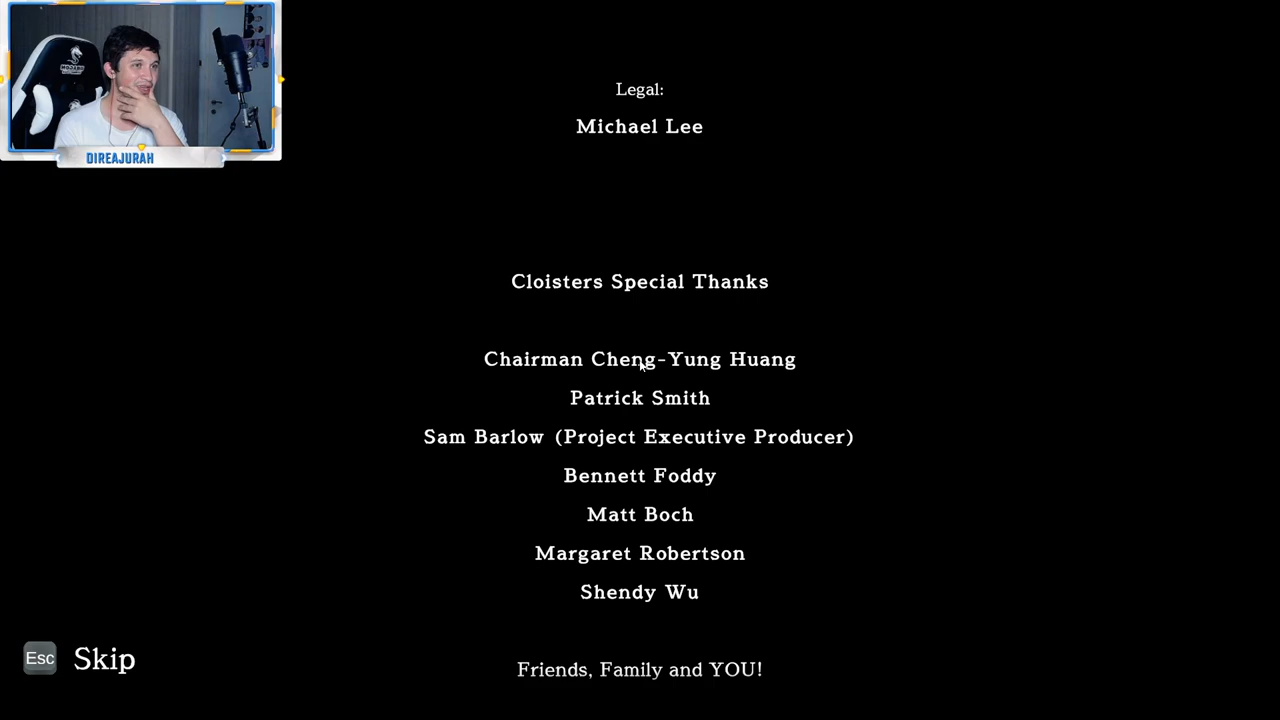 DIREAJURAH
Legal:
Michael Lee
Cloisters Special Thanks
Chairman Cheng-Yung Huang
Patrick Smith
Sam Barlow (Project Executive Producer)
Bennett Foddy
Matt Boch
Margaret Robertson
Shendy Wu
Friends, Family and YOU!
Esc Skip